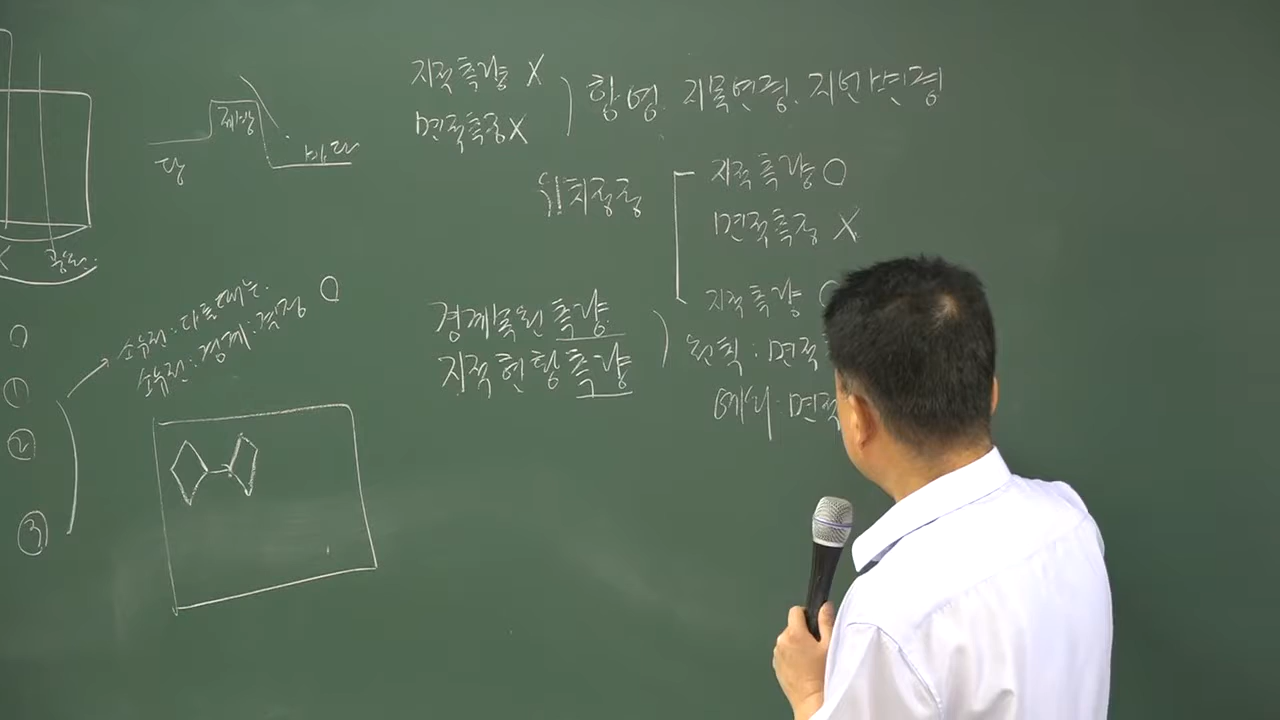 지적측량 X
면적측정 X
합병, 지목변경, 지번변경
제방
땅
바다
위치정정
지적측량 O
면적측정 X
소유권 : 다를때는.
소유권 : 경계 : 결정 O
경계복원측량
지적현황측량
지적측량
원칙 : 면적
예외 : 면적
①
②
③